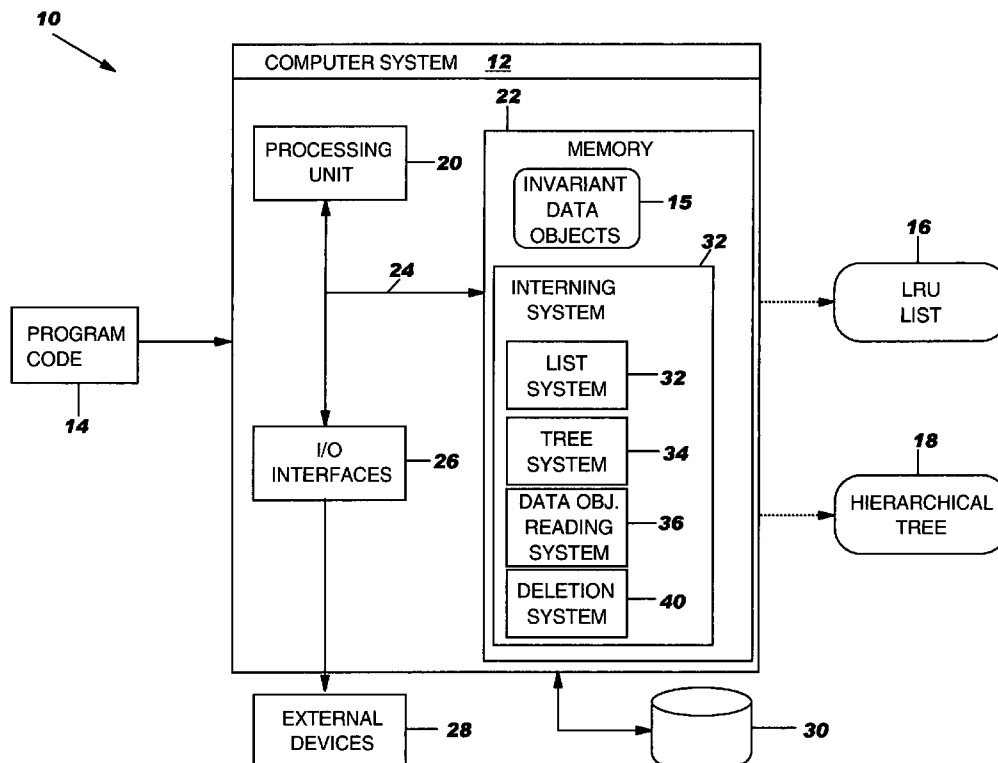 10
COMPUTER SYSTEM 12
22
PROCESSING
UNIT
20
MEMORY
INVARIANT
DATA
OBJECTS
15
32
16
24
INTERNING
SYSTEM
LRU
LIST
PROGRAM
CODE
14
LIST
SYSTEM
32
I/O
INTERFACES
26
TREE
SYSTEM
34
18
DATA OBJ.
READING
SYSTEM
36
HIERARCHICAL
TREE
DELETION
SYSTEM
40
EXTERNAL
DEVICES
28
30